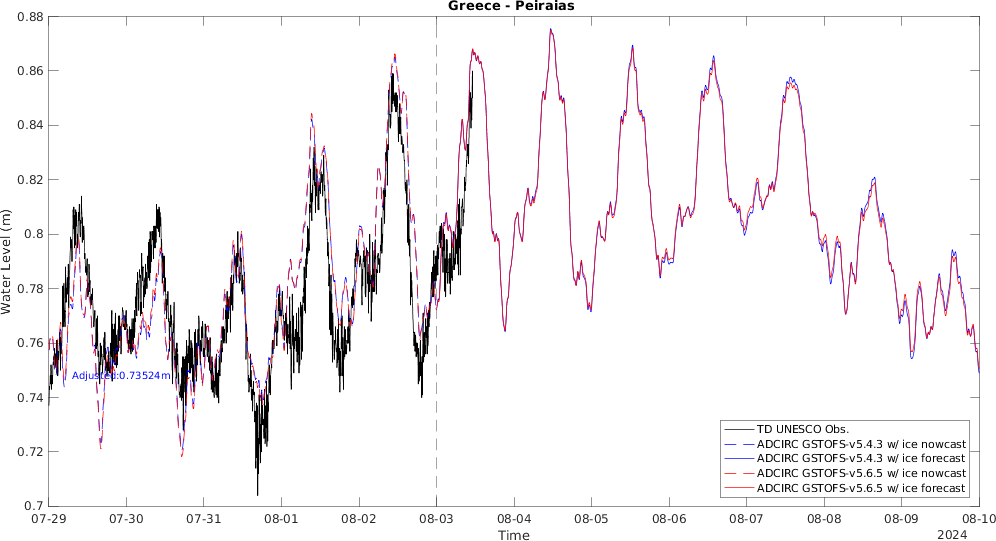 Greece - Peiraias
0.88
0.86
0.84
0.82
0.8
0.78
0.76
0.74
0.72
0.7
Water Level (m)
Adjusted:0.73524m
TD UNESCO Obs.
ADCIRC GSTOFS-v5.4.3 w/ ice nowcast
ADCIRC GSTOFS-v5.4.3 w/ ice forecast
ADCIRC GSTOFS-v5.6.5 w/ ice nowcast
ADCIRC GSTOFS-v5.6.5 w/ ice forecast
07-29 07-30 07-31 08-01 08-02 08-03 08-04 08-05 08-06 08-07 08-08 08-09 08-10
Time
2024